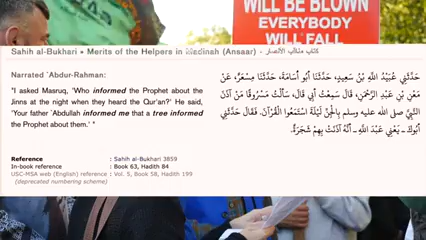 WILL BE BLOWN
EVERYBODY
WILL FALL
Sahih al-Bukhari • Merits of the Helpers in Madinah (Ansaar) - كتاب مناقب الأنصار
Narrated `Abdur-Rahman:
"I asked Masruq, 'Who informed the Prophet about the
Jinns at the night when they heard the Qur'an?' He said,
'Your father `Abdullah informed me that a tree informed
the Prophet about them.' "
حَدَّثَنِي عُبَيْدُ اللَّهِ بْنُ سَعِيدٍ، حَدَّثَنَا أَبُو أُسَامَةَ، حَدَّثَنَا مِسْعَرٌ، عَنْ
مَعْنِ بْنِ عَبْدِ الرَّحْمَنِ، قَالَ سَمِعْتُ أَبِي قَالَ، سَأَلْتُ مَسْرُوقًا مَنْ آذَنَ
النَّبِيَّ صلى الله عليه وسلم بِالْجِنِّ لَيْلَةَ اسْتَمَعُوا الْقُرْآنَ. فَقَالَ حَدَّثَنِي
أَبُوكَ ـ يَعْنِي عَبْدَ اللَّهِ ـ أَنَّهُ آذَنَتْ بِهِمْ شَجَرَةٌ.
Reference : Sahih al-Bukhari 3859
In-book reference : Book 63, Hadith 84
USC-MSA web (English) reference : Vol. 5, Book 58, Hadith 199
(deprecated numbering scheme)